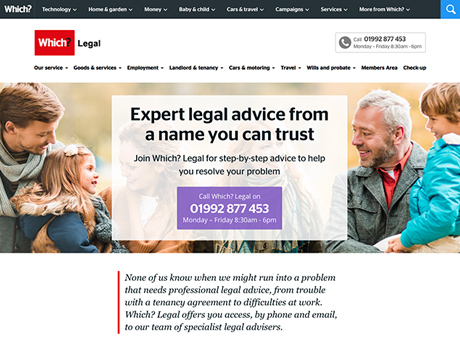 Which? Technology Home & garden Money Baby & child Cars & travel Campaigns Services More from Which?
Which? Legal
Call 01992 877 453
Monday – Friday 8:30am - 6pm
Our service Goods & services Employment Landlord & tenancy Cars & motoring Travel Wills and probate Members Area Check-up
Expert legal advice from
a name you can trust
Join Which? Legal for step-by-step advice to help
you resolve your problem
Call Which? Legal on
01992 877 453
Monday – Friday 8:30am - 6pm
None of us know when we might run into a problem
that needs professional legal advice, from trouble
with a tenancy agreement to difficulties at work.
Which? Legal offers you access, by phone and email,
to our team of specialist legal advisers.